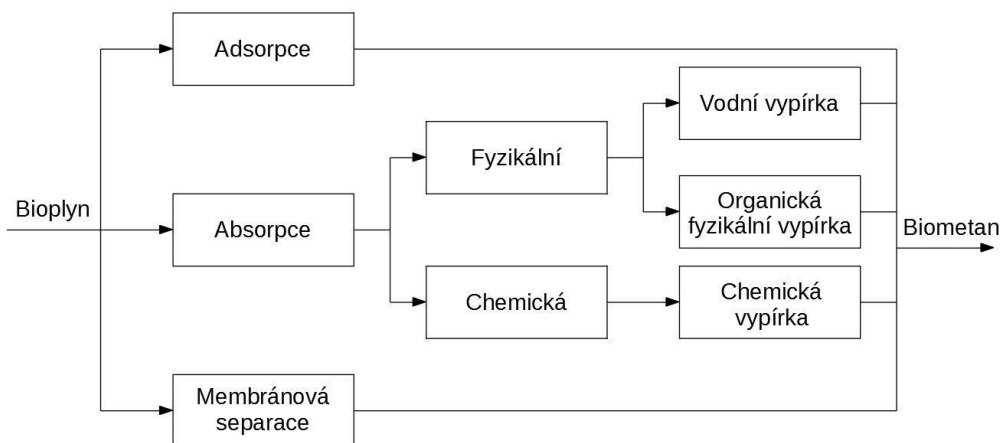 Bioplyn
Adsorpce
Absorpce
Membránová
separace
Fyzikální
Chemická
Vodní vypírka
Organická
fyzikální vypírka
Chemická
vypírka
Biometan